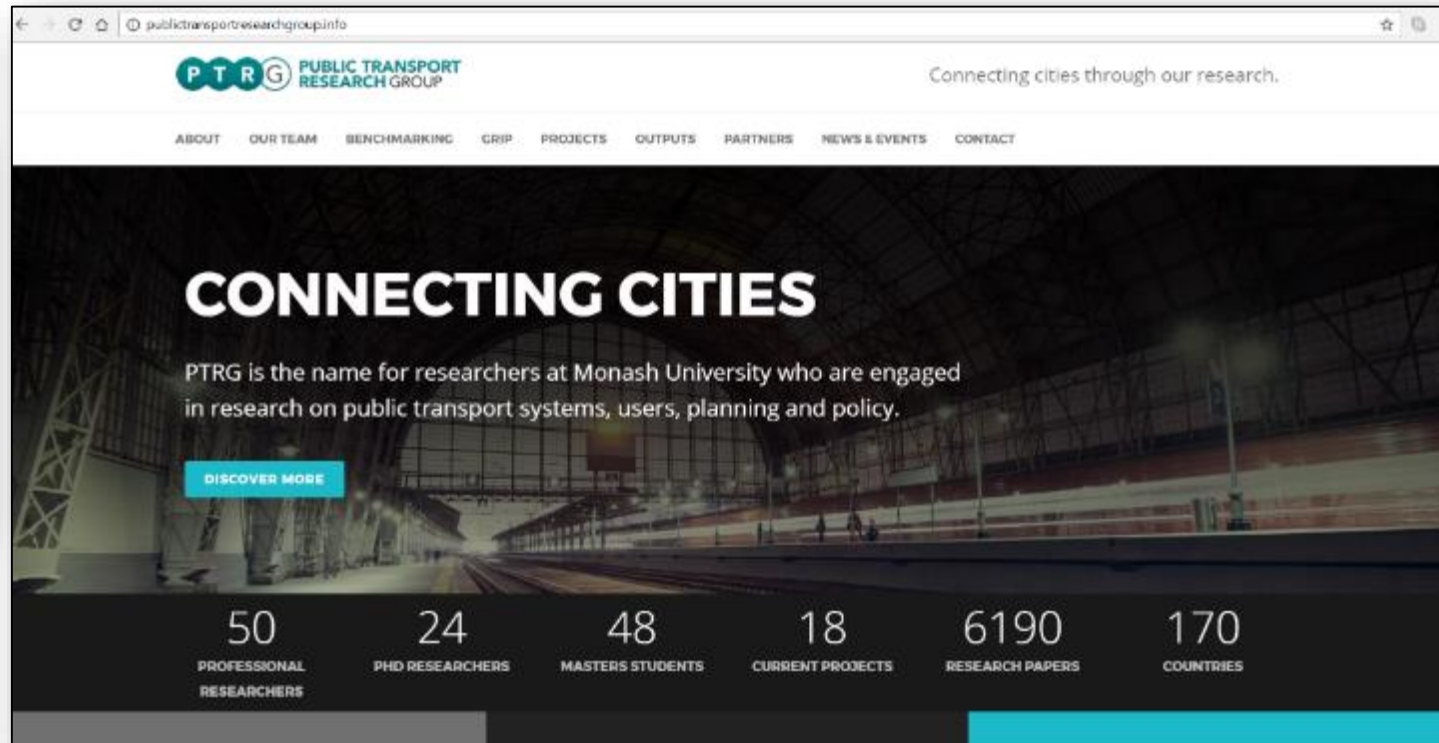 publictransportresearchgroup.info
P T R G PUBLIC TRANSPORT
RESEARCH GROUP
Connecting cities through our research.
ABOUT OUR TEAM BENCHMARKING GRIP PROJECTS OUTPUTS PARTNERS NEWS & EVENTS CONTACT
CONNECTING CITIES
PTRG is the name for researchers at Monash University who are engaged
in research on public transport systems, users, planning and policy.
DISCOVER MORE
50 24 48 18 6190 170
PROFESSIONAL PHD RESEARCHERS MASTERS STUDENTS CURRENT PROJECTS RESEARCH PAPERS COUNTRIES
RESEARCHERS